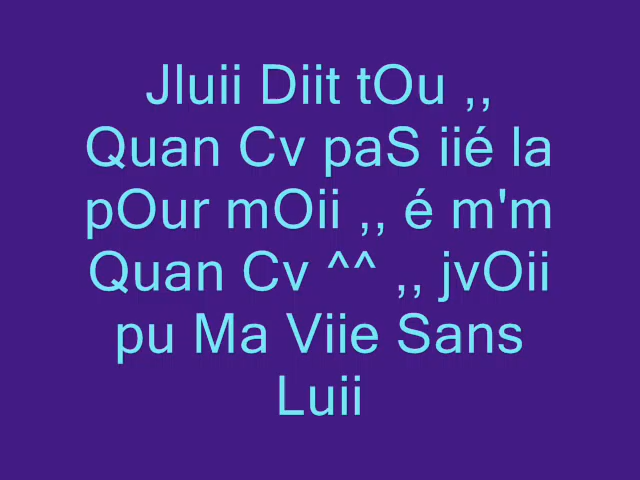 Jluii Diit tOu ,,
Quan Cv paS iié la
pOur mOii ,, é m'm
Quan Cv ^^ ,, jvOii
pu Ma Viie Sans
Luii